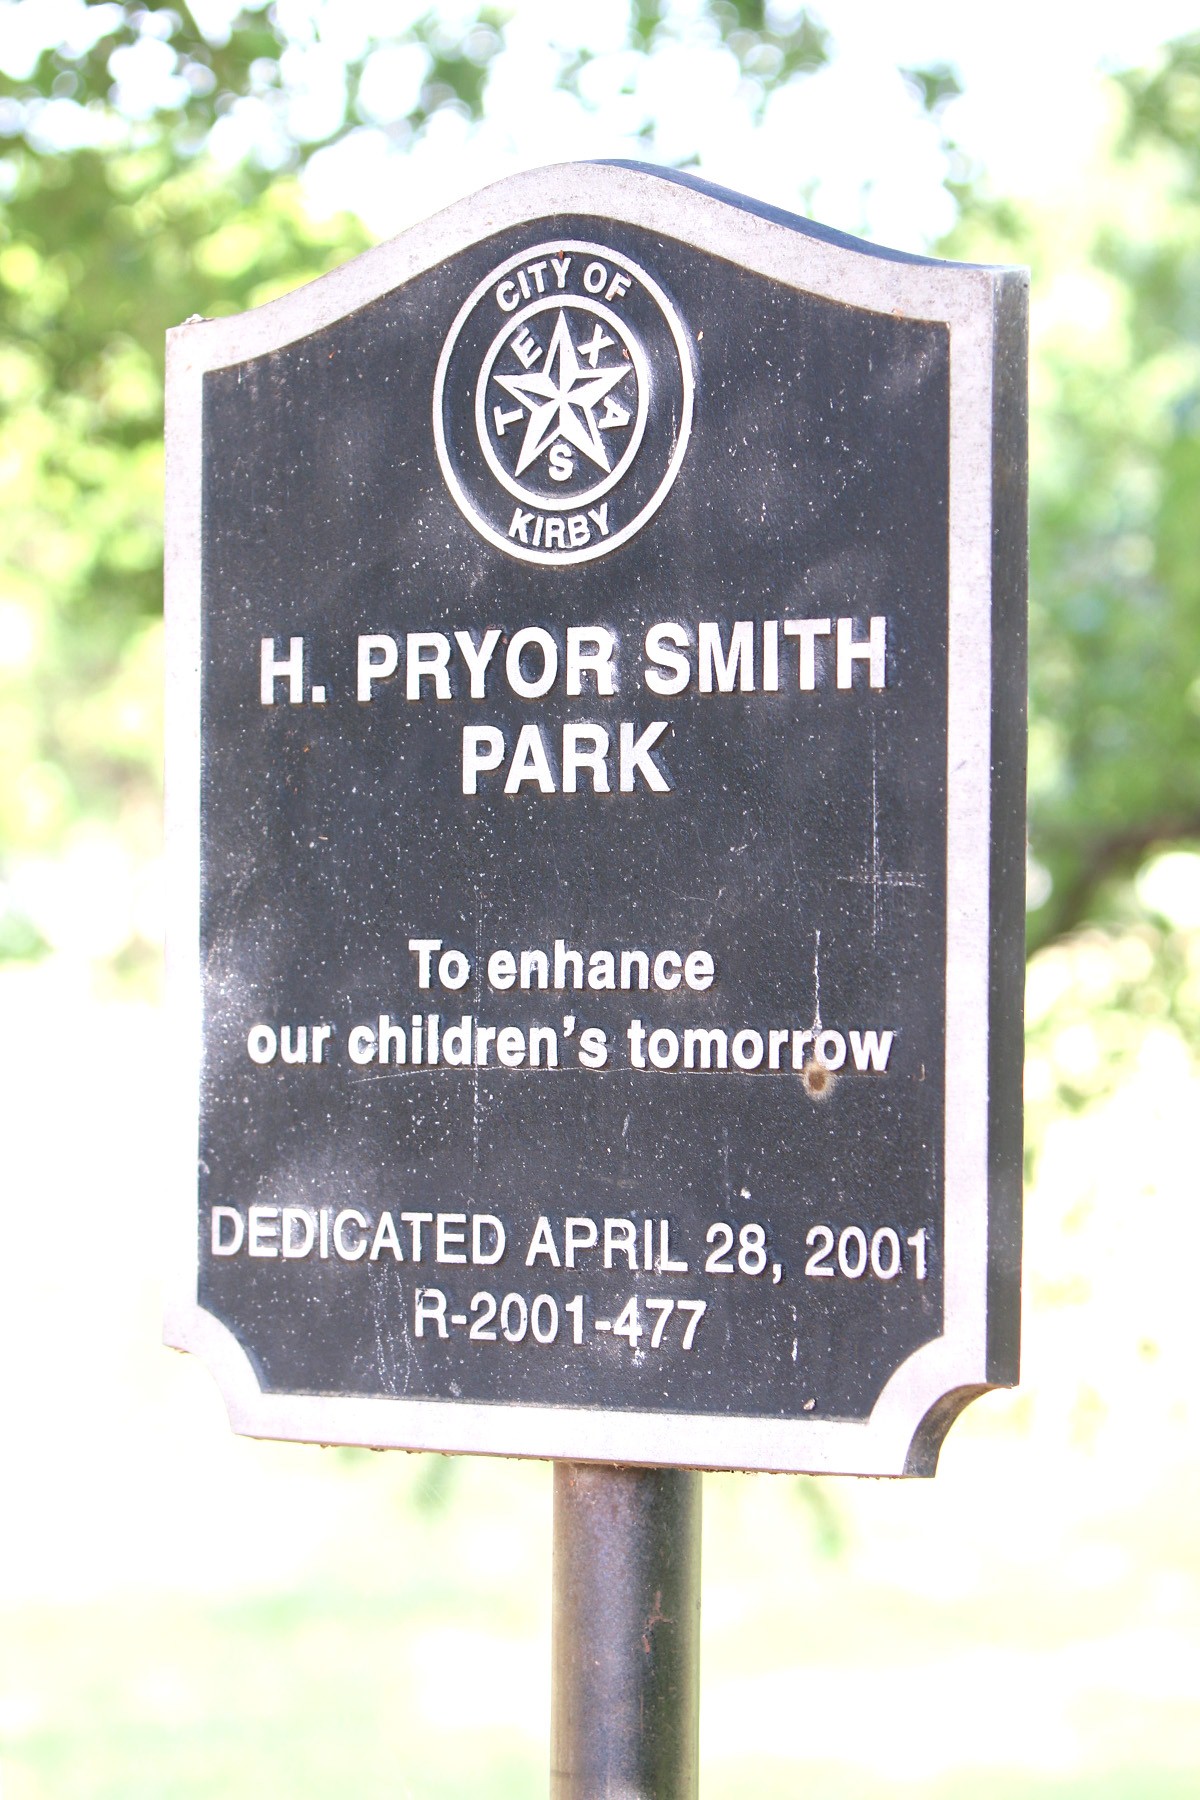 CITY OF
TEXAS
KIRBY
H. PRYOR SMITH
PARK
To enhance
our children's tomorrow
DEDICATED APRIL 28, 2001
R-2001-477